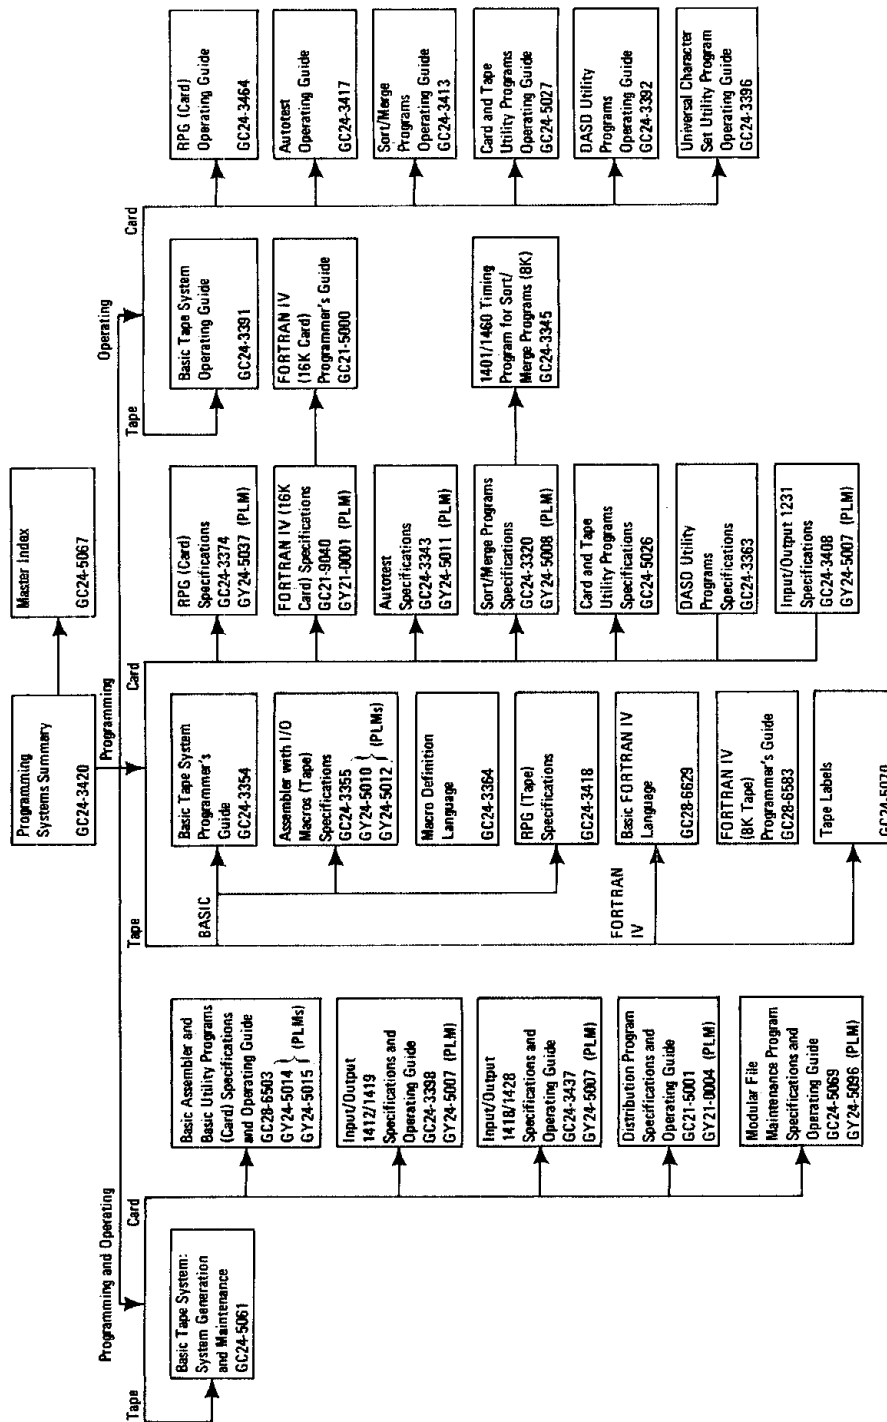 Programming
Systems Summary
GC24-3420
Master Index
GC24-5067
Programming and Operating
Tape
Basic Tape System:
System Generation
and Maintenance
GC24-5061
Card
Basic Assembler and
Basic Utility Programs
(Card) Specifications
and Operating Guide
GC28-6503
GY24-5014
GY24-5015 } (PLMs)
Input/Output
1412/1419
Specifications and
Operating Guide
GC24-3398
GY24-5007 (PLM)
Input/Output
1418/1428
Specifications and
Operating Guide
GC24-3437
GY24-5007 (PLM)
Distribution Program
Specifications and
Operating Guide
GC21-5001
GY21-0004 (PLM)
Modular File
Maintenance Program
Specifications and
Operating Guide
GC24-5069
GY24-5096 (PLM)
Programming
Tape
BASIC
Basic Tape System
Programmer's
Guide
GC24-3354
Assembler with I/O
Macros (Tape)
Specifications
GC24-3355
GY24-5010
GY24-5012 } (PLMs)
Macro Definition
Language
GC24-3364
RPG (Tape)
Specifications
GC24-3418
FORTRAN
IV
Basic FORTRAN IV
Language
GC28-6629
FORTRAN IV
(8K Tape)
Programmer's Guide
GC28-6583
Tape Labels
GC24-5070
Card
RPG (Card)
Specifications
GC24-3374
GY24-5037 (PLM)
FORTRAN IV (16K
Card) Specifications
GC21-9040
GY21-0001 (PLM)
Autotest
Specifications
GC24-3343
GY24-5011 (PLM)
Sort/Merge Programs
Specifications
GC24-3320
GY24-5008 (PLM)
Card and Tape
Utility Programs
Specifications
GC24-5026
DASD Utility
Programs
Specifications
GC24-3363
Input/Output 1231
Specifications
GC24-3408
GY24-5007 (PLM)
Operating
Tape
Basic Tape System
Operating Guide
GC24-3391
FORTRAN IV
(16K Card)
Programmer's Guide
GC21-5000
1401/1460 Timing
Program for Sort/
Merge Programs (8K)
GC24-3345
Card
RPG (Card)
Operating Guide
GC24-3464
Autotest
Operating Guide
GC24-3417
Sort/Merge
Programs
Operating Guide
GC24-3413
Card and Tape
Utility Programs
Operating Guide
GC24-5027
DASD Utility
Programs
Operating Guide
GC24-3392
Universal Character
Set Utility Program
Operating Guide
GC24-3396